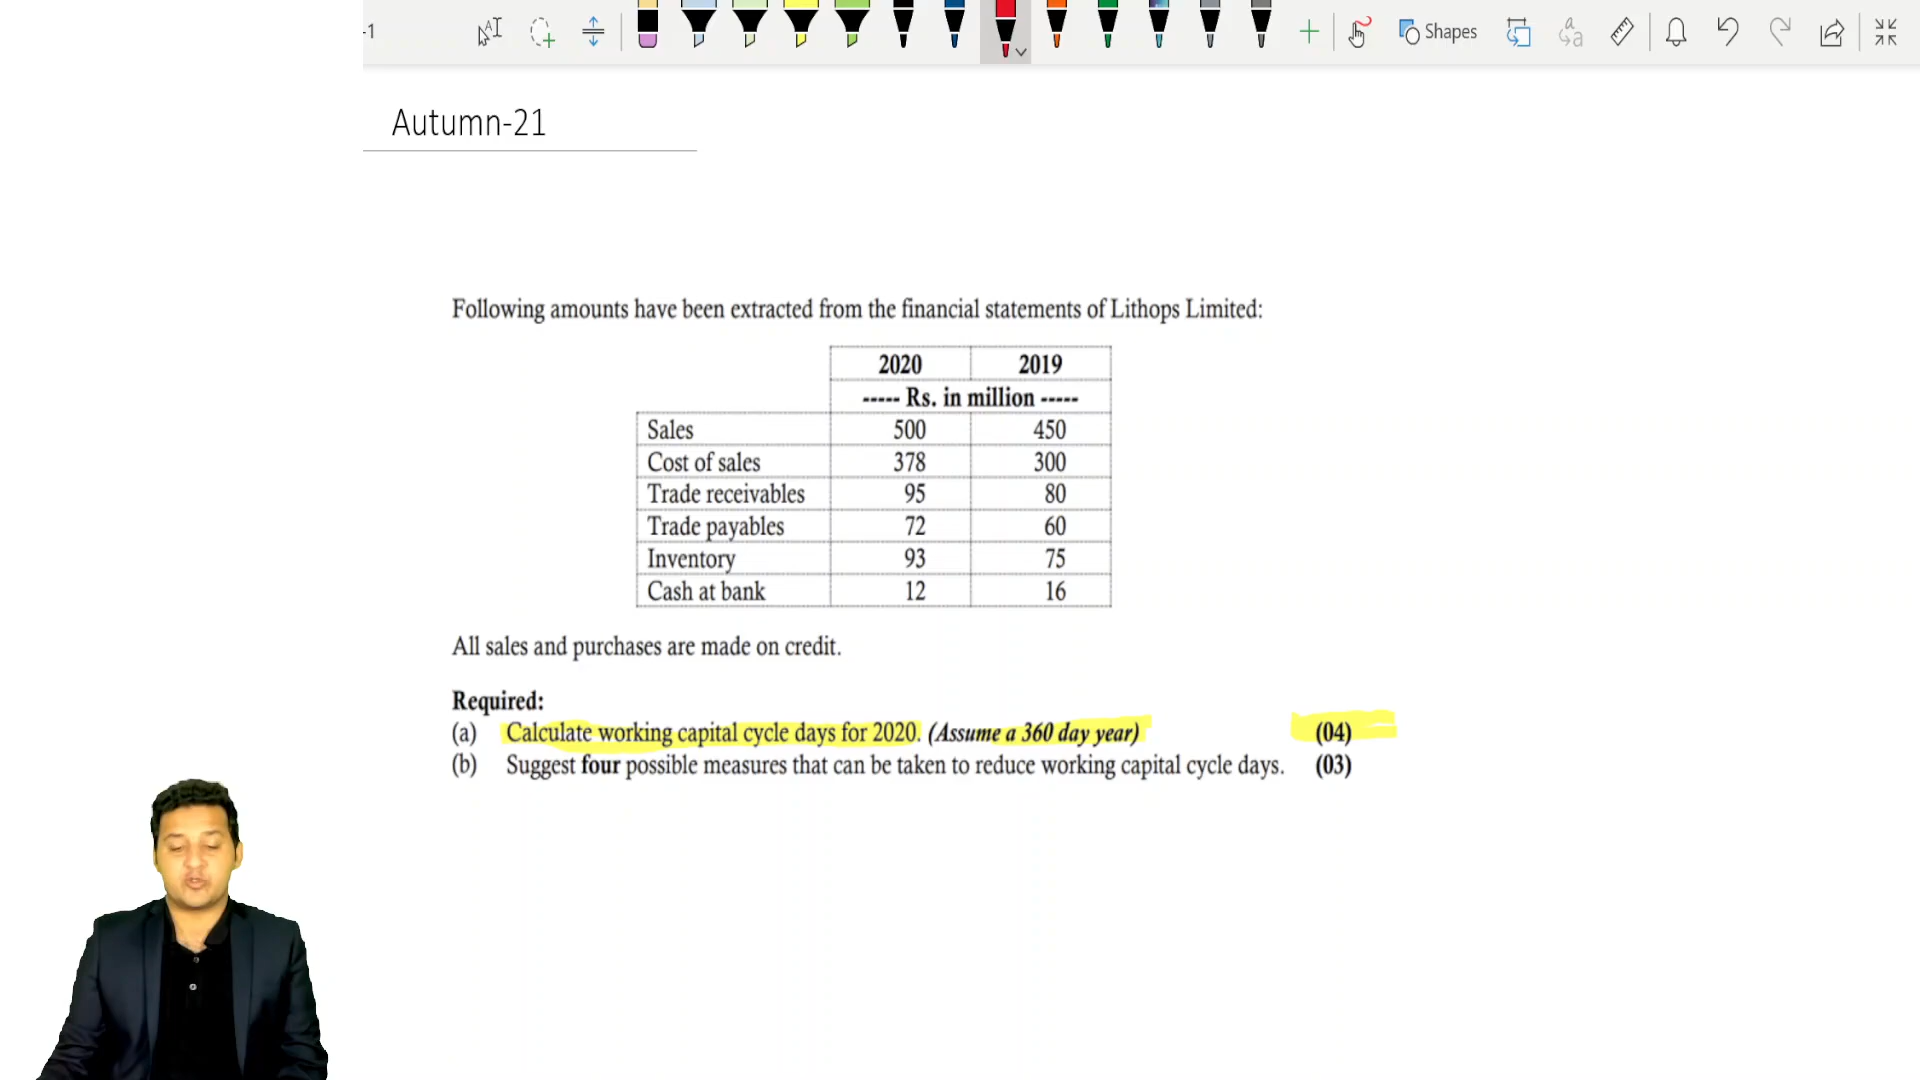 -1
Shapes
Autumn-21
Following amounts have been extracted from the financial statements of Lithops Limited:
2020 2019
----- Rs. in million -----
Sales 500 450
Cost of sales 378 300
Trade receivables 95 80
Trade payables 72 60
Inventory 93 75
Cash at bank 12 16
All sales and purchases are made on credit.
Required:
(a) Calculate working capital cycle days for 2020. (Assume a 360 day year) (04)
(b) Suggest four possible measures that can be taken to reduce working capital cycle days. (03)